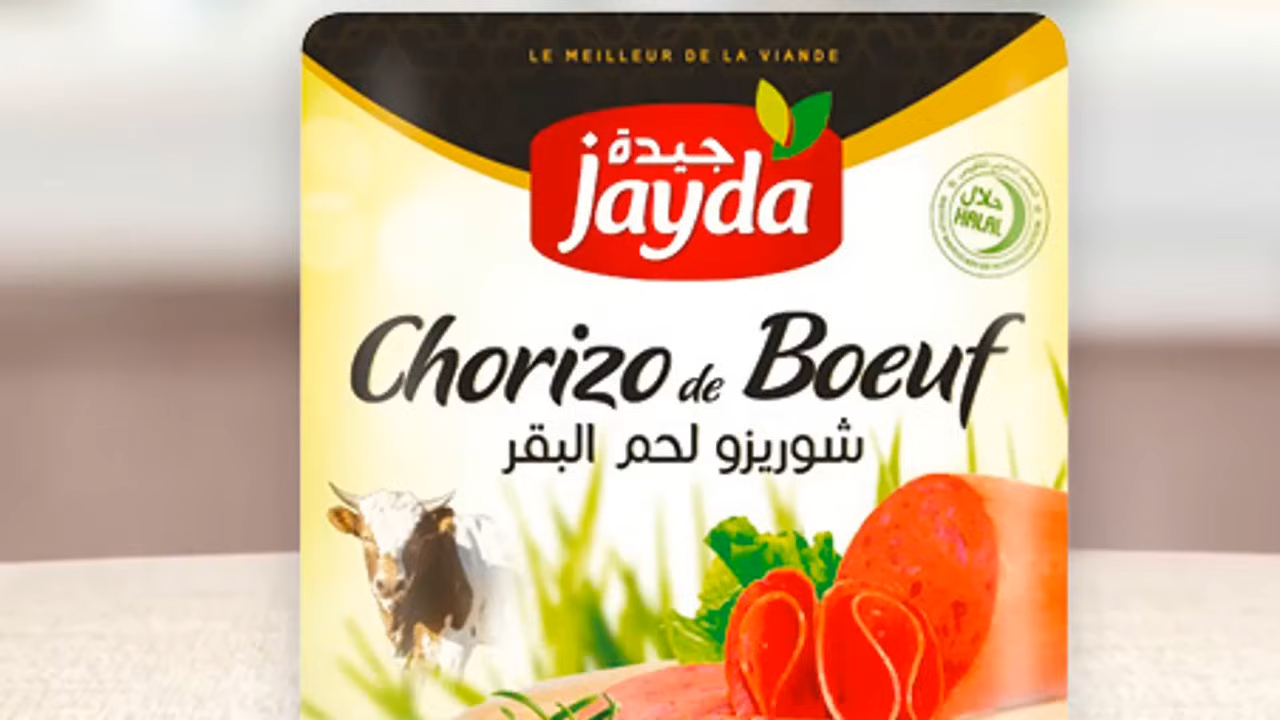 LE MEILLEUR DE LA VIANDE
جيدة
jayda
حلال
HALAL
Chorizo de Boeuf
شوريزو لحم البقر